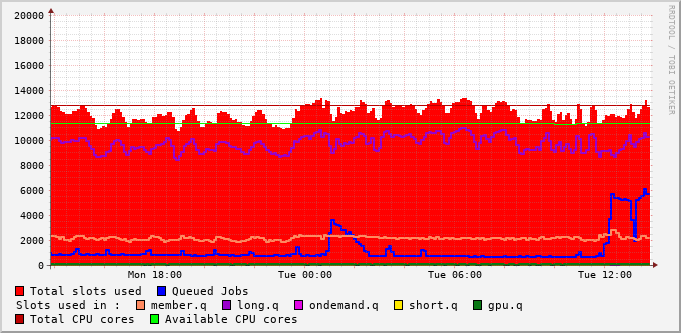 20000
18000
16000
14000
12000
10000
8000
6000
4000
2000
0
Mon 18:00 Tue 00:00 Tue 06:00 Tue 12:00
Total slots used Queued Jobs
Slots used in : member.q long.q ondemand.q short.q gpu.q
Total CPU cores Available CPU cores
RRDTOOL / TOBI OETIKER